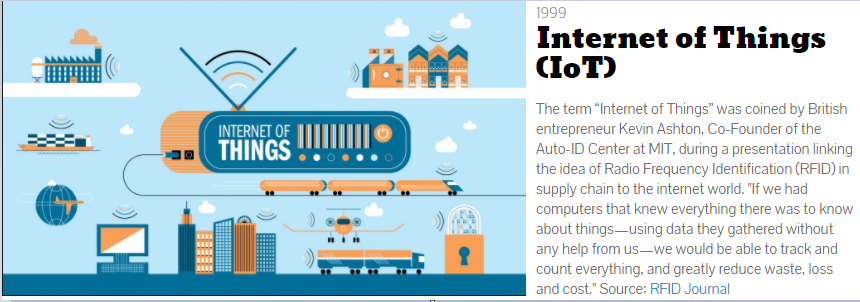 INTERNET OF
THINGS
1999
Internet of Things
(IoT)
The term “Internet of Things” was coined by British
entrepreneur Kevin Ashton, Co-Founder of the
Auto-ID Center at MIT, during a presentation linking
the idea of Radio Frequency Identification (RFID) in
supply chain to the internet world. "If we had
computers that knew everything there was to know
about things—using data they gathered without
any help from us—we would be able to track and
count everything, and greatly reduce waste, loss
and cost." Source: RFID Journal